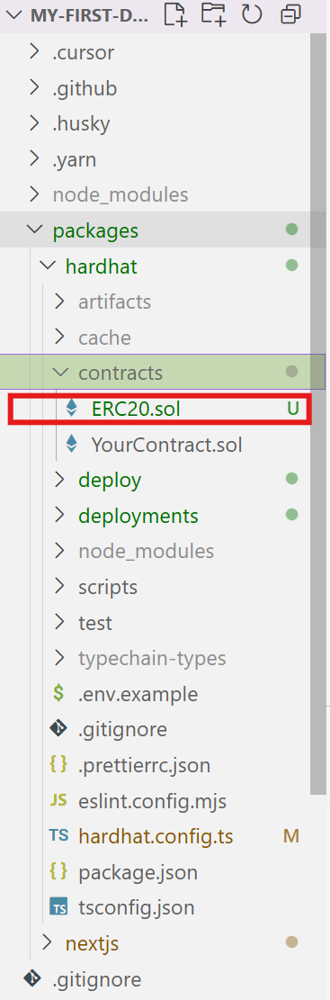 MY-FIRST-D...
.cursor
.github
.husky
.yarn
node_modules
packages
hardhat
artifacts
cache
contracts
ERC20.sol U
YourContract.sol
deploy
deployments
node_modules
scripts
test
typechain-types
$ .env.example
.gitignore
{ } .prettierrc.json
JS eslint.config.mjs
TS hardhat.config.ts M
{ } package.json
TS tsconfig.json
nextjs
.gitignore